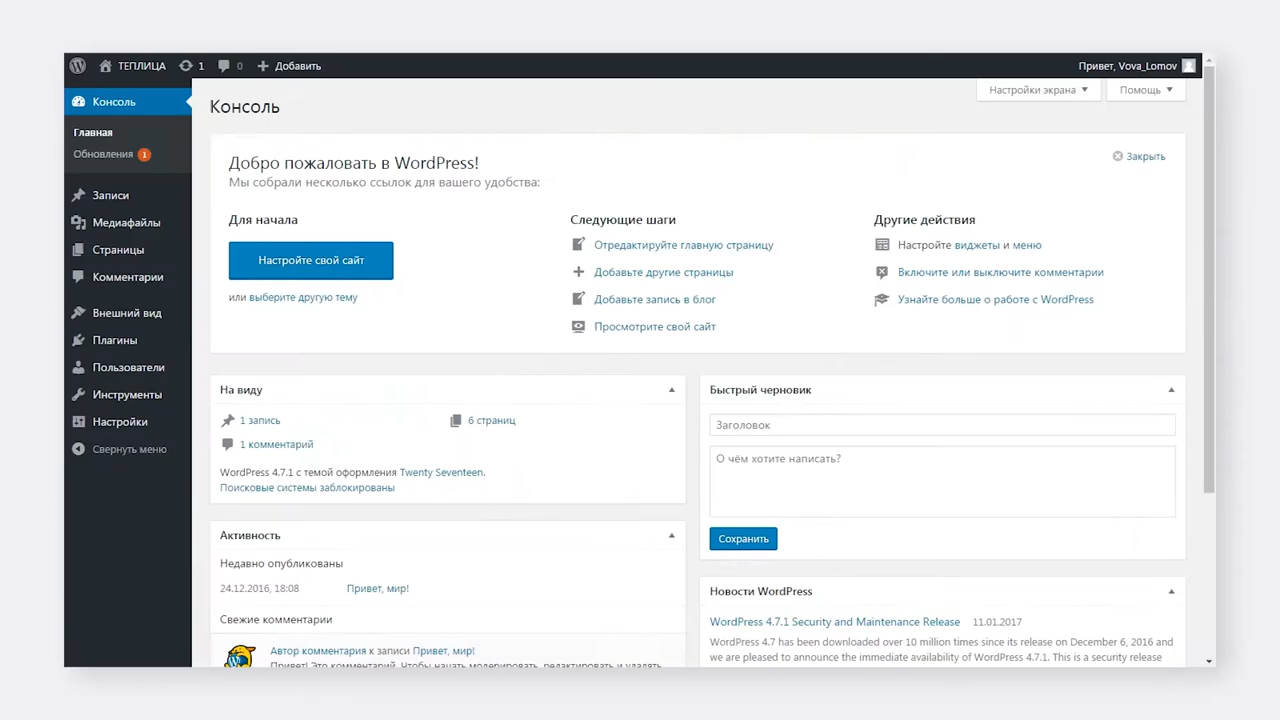 ТЕПЛИЦА 1 0 Добавить Привет, Vova_Lomov
Консоль
Главная
Обновления 1
Записи
Медиафайлы
Страницы
Комментарии
Внешний вид
Плагины
Пользователи
Инструменты
Настройки
Свернуть меню
Настройки экрана Помощь
Консоль
Добро пожаловать в WordPress!
Закрыть
Мы собрали несколько ссылок для вашего удобства:
Для начала
Настройте свой сайт
или выберите другую тему
Следующие шаги
Отредактируйте главную страницу
Добавьте другие страницы
Добавьте запись в блог
Просмотрите свой сайт
Другие действия
Настройте виджеты и меню
Включите или выключите комментарии
Узнайте больше о работе с WordPress
На виду
1 запись 6 страниц
1 комментарий
WordPress 4.7.1 с темой оформления Twenty Seventeen.
Поисковые системы заблокированы
Активность
Недавно опубликованы
24.12.2016, 18:08 Привет, мир!
Свежие комментарии
Автор комментария к записи Привет, мир!
Привет! Это комментарий. Чтобы начать модерировать, редактировать и удалять
Быстрый черновик
Заголовок
О чём хотите написать?
Сохранить
Новости WordPress
WordPress 4.7.1 Security and Maintenance Release 11.01.2017
WordPress 4.7 has been downloaded over 10 million times since its release on December 6, 2016 and
we are pleased to announce the immediate availability of WordPress 4.7.1. This is a security release